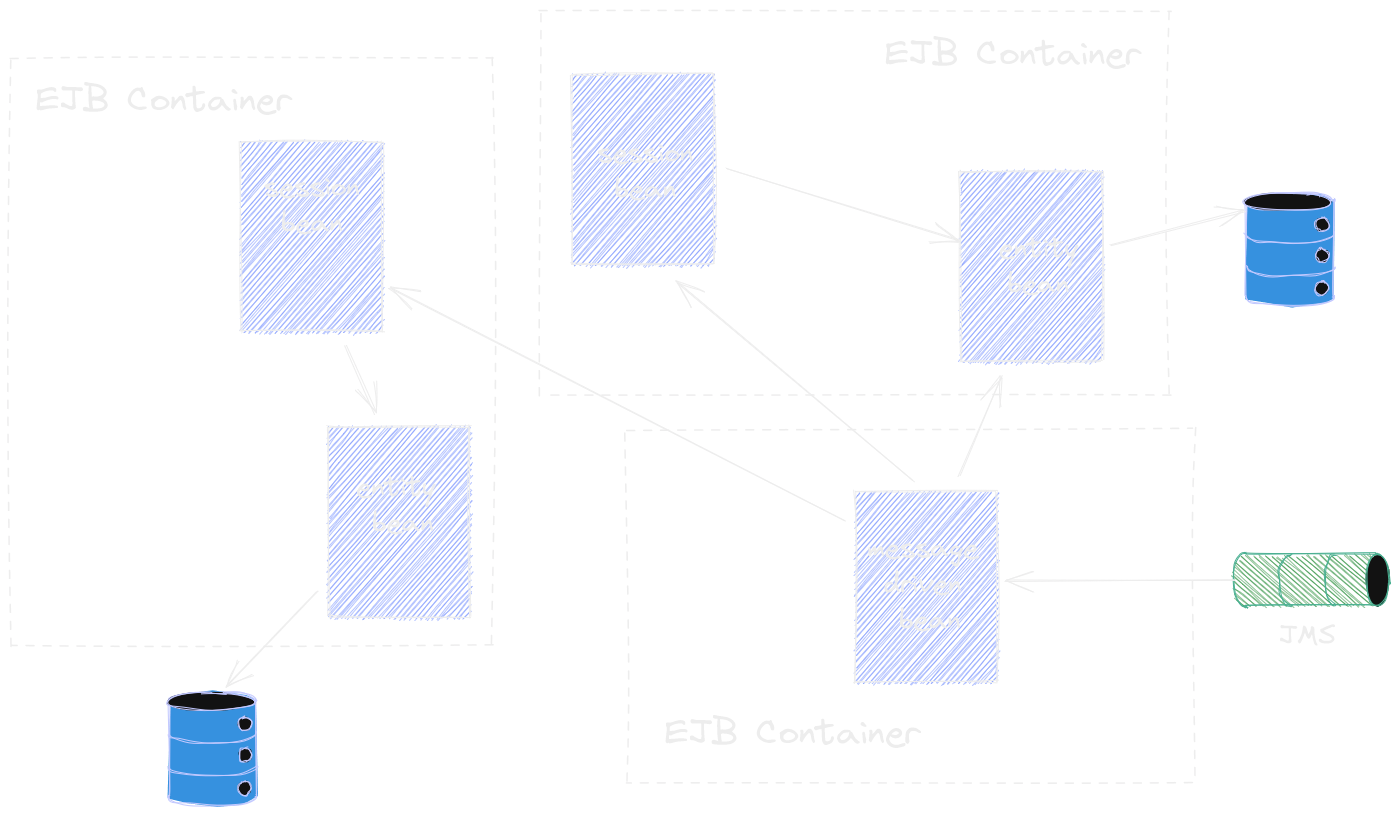 EJB Container
session
bean
entity
bean
EJB Container
session
bean
entity
bean
message
driven
bean
EJB Container
JMS